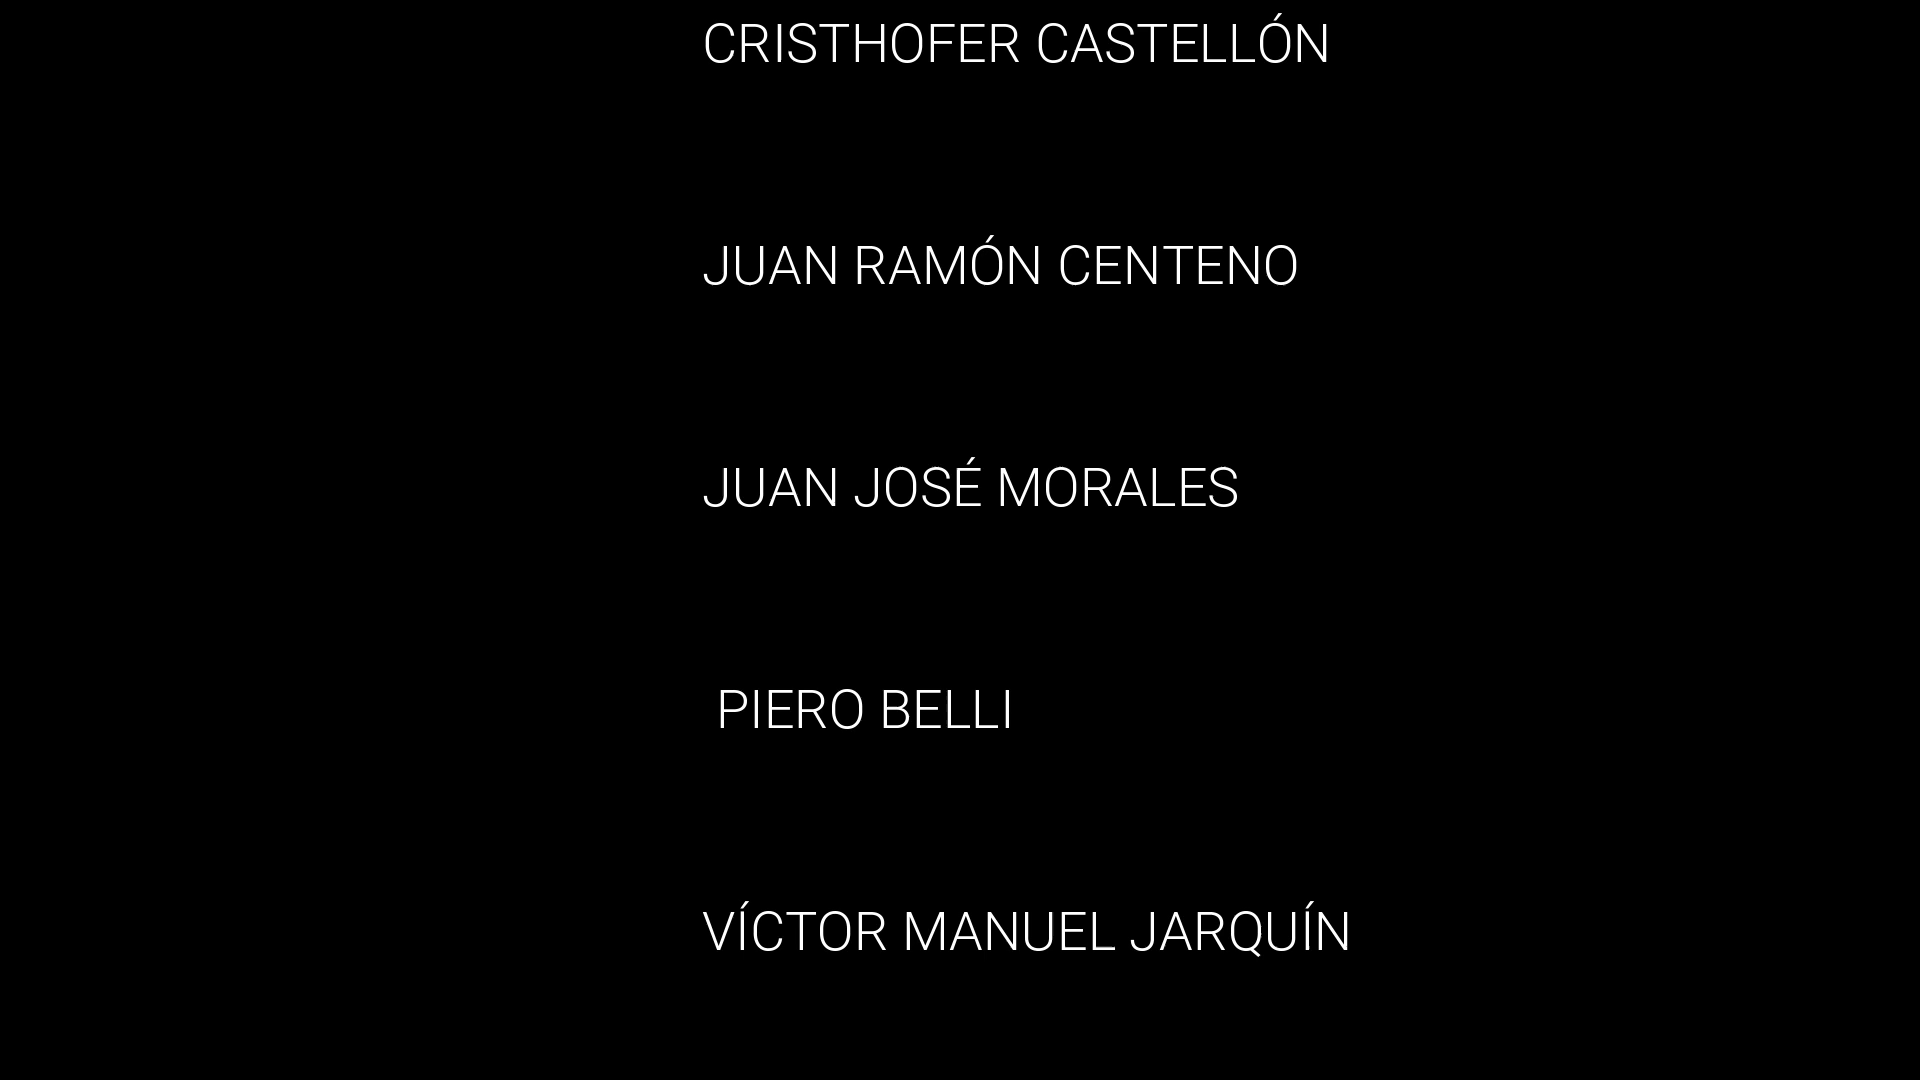 CRISTHOFER CASTELLÓN
JUAN RAMÓN CENTENO
JUAN JOSÉ MORALES
PIERO BELLI
VÍCTOR MANUEL JARQUÍN